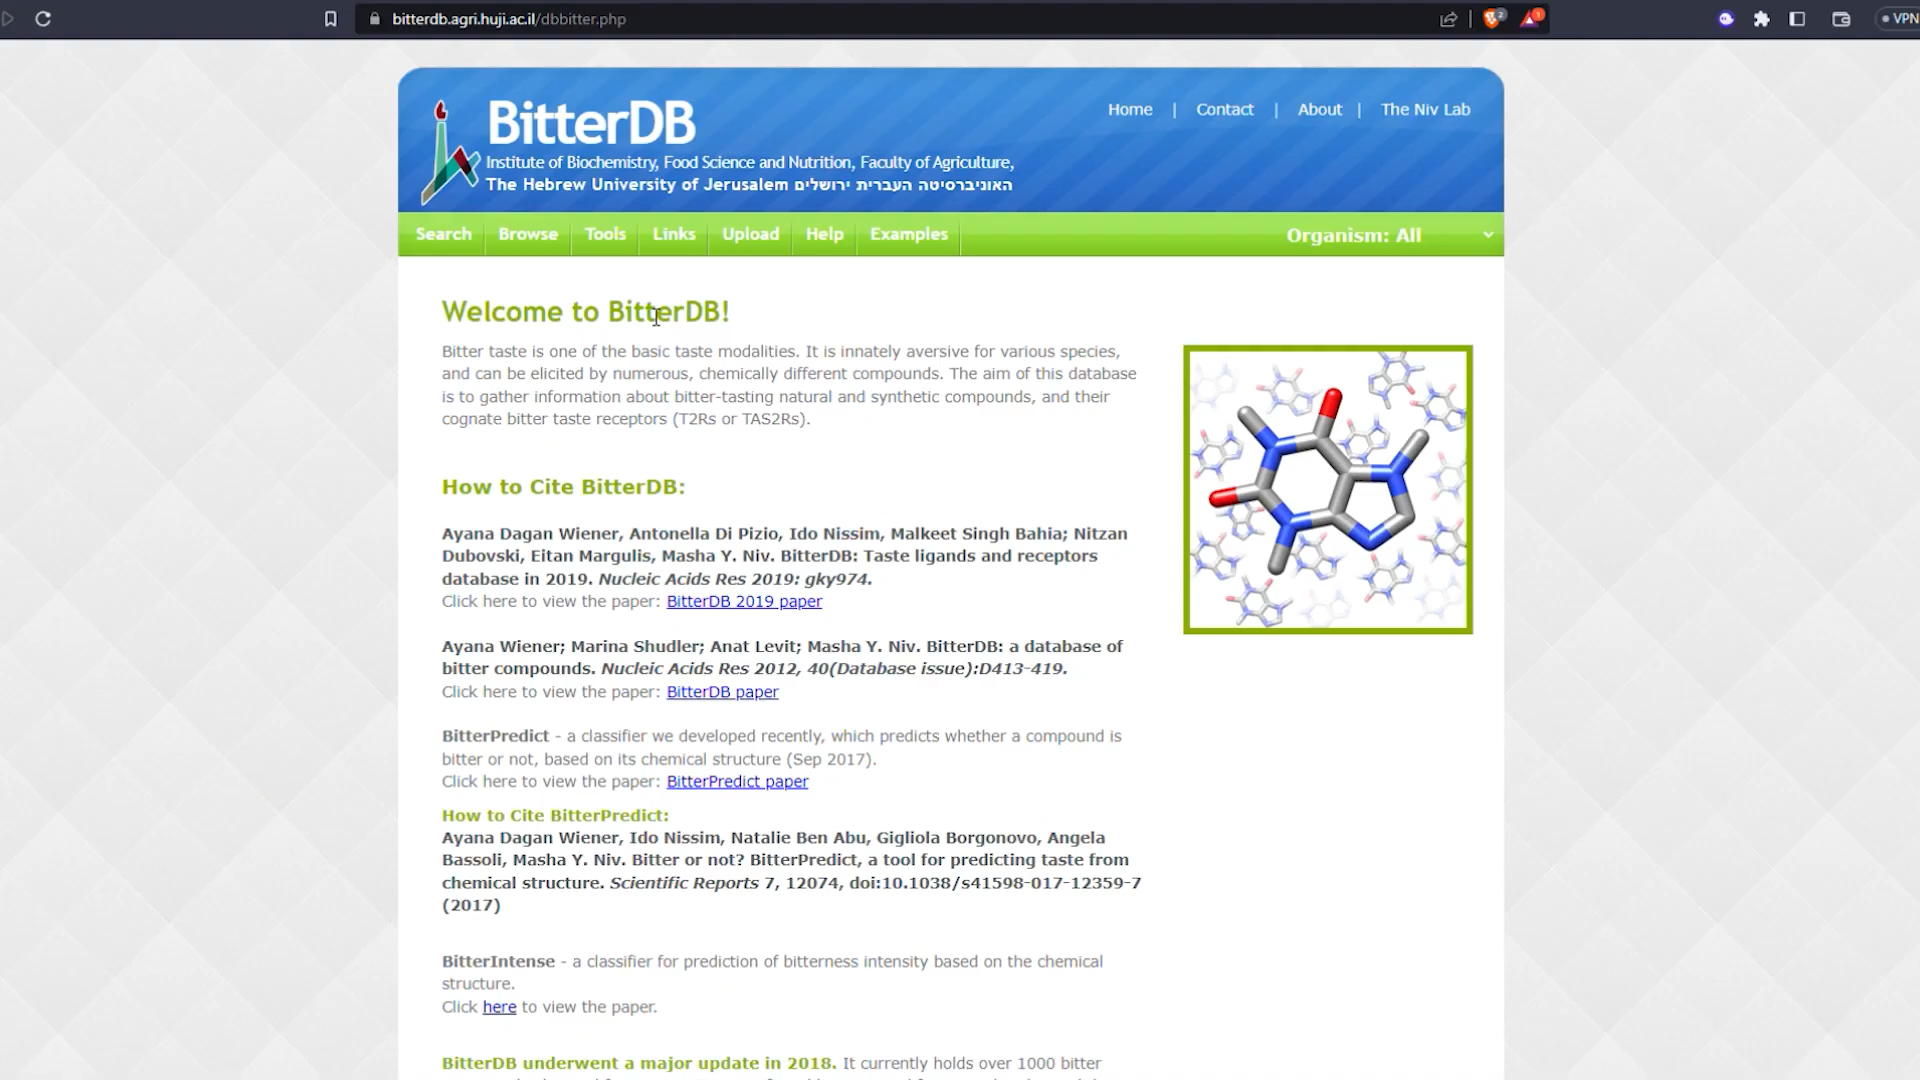 bitterdb.agri.huji.ac.il/dbbitter.php
2
1
VPN
BitterDB
Home | Contact | About | The Niv Lab
Institute of Biochemistry, Food Science and Nutrition, Faculty of Agriculture,
The Hebrew University of Jerusalem האוניברסיטה העברית ירושלים
Search Browse Tools Links Upload Help Examples Organism: All
Welcome to BitterDB!
Bitter taste is one of the basic taste modalities. It is innately aversive for various species,
and can be elicited by numerous, chemically different compounds. The aim of this database
is to gather information about bitter-tasting natural and synthetic compounds, and their
cognate bitter taste receptors (T2Rs or TAS2Rs).
How to Cite BitterDB:
Ayana Dagan Wiener, Antonella Di Pizio, Ido Nissim, Malkeet Singh Bahia; Nitzan
Dubovski, Eitan Margulis, Masha Y. Niv. BitterDB: Taste ligands and receptors
database in 2019. Nucleic Acids Res 2019: gky974.
Click here to view the paper: BitterDB 2019 paper
Ayana Wiener; Marina Shudler; Anat Levit; Masha Y. Niv. BitterDB: a database of
bitter compounds. Nucleic Acids Res 2012, 40(Database issue):D413-419.
Click here to view the paper: BitterDB paper
BitterPredict - a classifier we developed recently, which predicts whether a compound is
bitter or not, based on its chemical structure (Sep 2017).
Click here to view the paper: BitterPredict paper
How to Cite BitterPredict:
Ayana Dagan Wiener, Ido Nissim, Natalie Ben Abu, Gigliola Borgonovo, Angela
Bassoli, Masha Y. Niv. Bitter or not? BitterPredict, a tool for predicting taste from
chemical structure. Scientific Reports 7, 12074, doi:10.1038/s41598-017-12359-7
(2017)
BitterIntense - a classifier for prediction of bitterness intensity based on the chemical
structure.
Click here to view the paper.
BitterDB underwent a major update in 2018. It currently holds over 1000 bitter